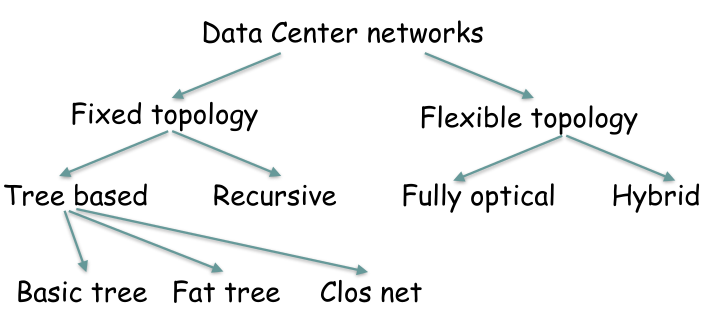 Data Center networks
Fixed topology
Flexible topology
Tree based
Recursive
Fully optical
Hybrid
Basic tree
Fat tree
Clos net